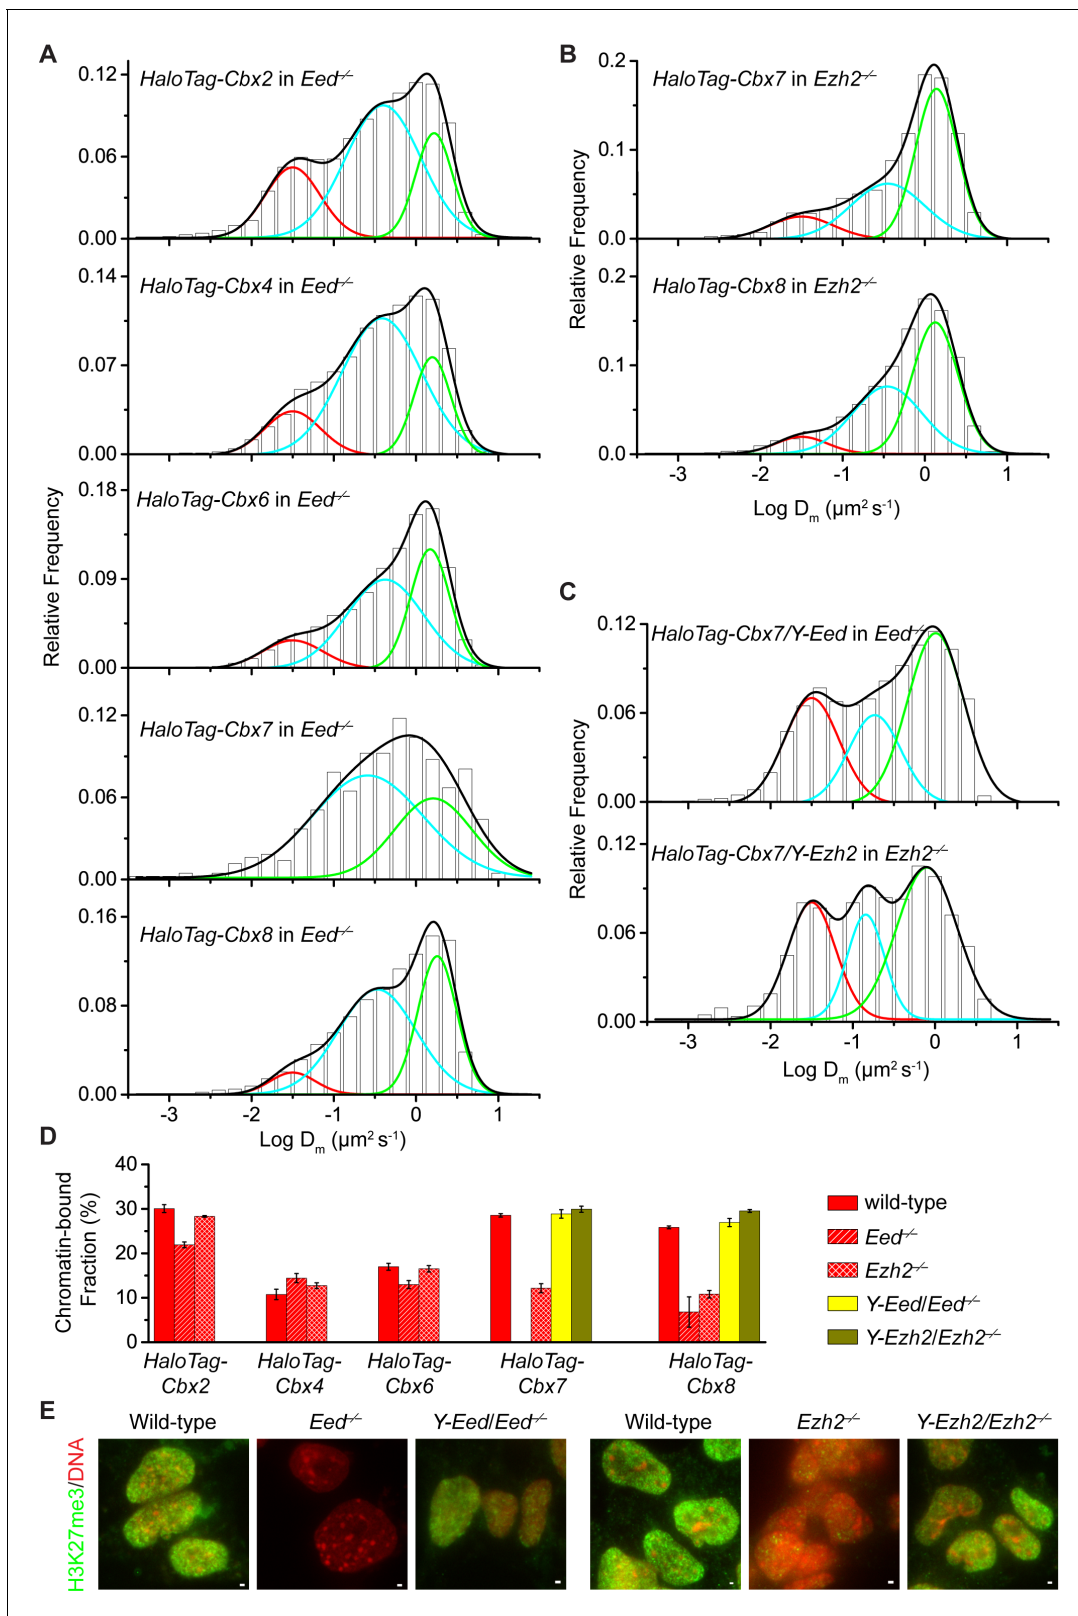 A
HaloTag-Cbx2 in Eed-/-
0.12
0.06
0.00
HaloTag-Cbx4 in Eed-/-
0.14
0.07
0.00
HaloTag-Cbx6 in Eed-/-
0.18
0.09
0.00
Relative Frequency
HaloTag-Cbx7 in Eed-/-
0.12
0.06
0.00
HaloTag-Cbx8 in Eed-/-
0.16
0.08
0.00
-3 -2 -1 0 1
Log Dm (µm² s-1)
B
HaloTag-Cbx7 in Ezh2-/-
0.2
0.1
0.0
HaloTag-Cbx8 in Ezh2-/-
0.2
0.1
0.0
Relative Frequency
-3 -2 -1 0 1
Log Dm (µm² s-1)
C
HaloTag-Cbx7/Y-Eed in Eed-/-
0.12
0.06
0.00
HaloTag-Cbx7/Y-Ezh2 in Ezh2-/-
0.12
0.06
0.00
Relative Frequency
-3 -2 -1 0 1
Log Dm (µm² s-1)
D
Chromatin-bound
Fraction (%)
40
30
20
10
0
HaloTag-
Cbx2
HaloTag-
Cbx4
HaloTag-
Cbx6
HaloTag-
Cbx7
HaloTag-
Cbx8
wild-type
Eed-/-
Ezh2-/-
Y-Eed/Eed-/-
Y-Ezh2/Ezh2-/-
E
Wild-type Eed-/- Y-Eed/Eed-/- Wild-type Ezh2-/- Y-Ezh2/Ezh2-/-
H3K27me3/DNA